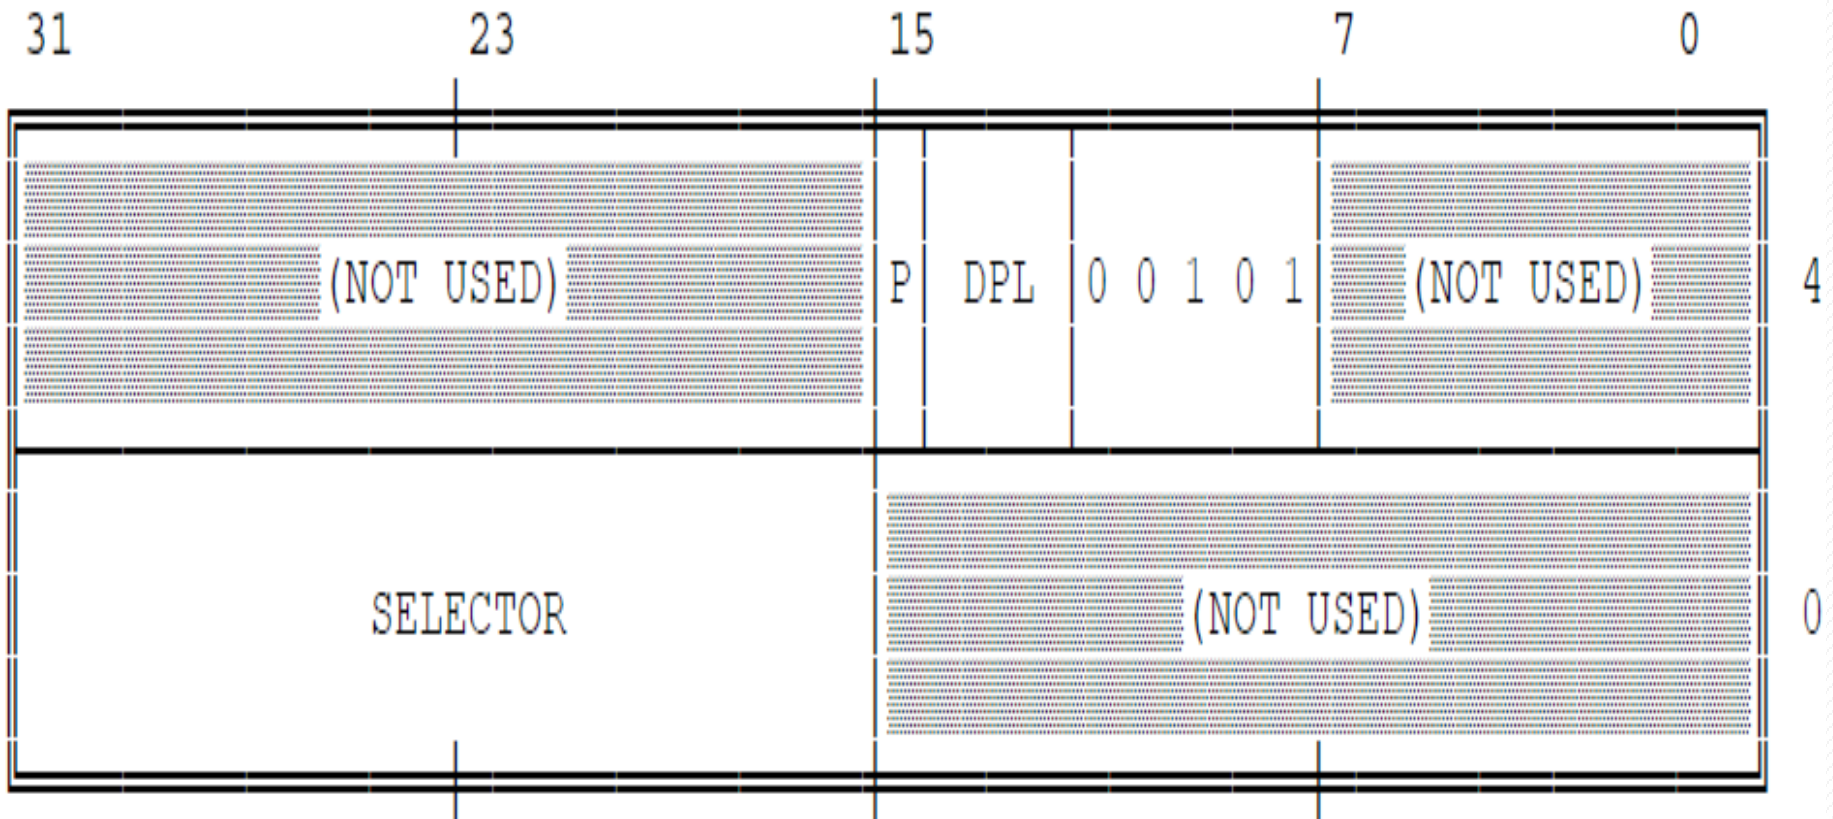 31 23 15 7 0
(NOT USED) P DPL 0 0 1 0 1 (NOT USED) 4
SELECTOR (NOT USED) 0